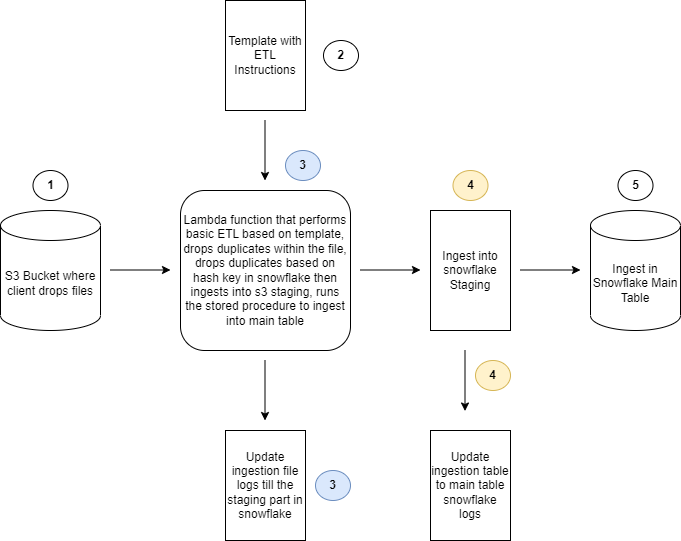 Template with
ETL
Instructions
2
3
1
4
5
S3 Bucket where
client drops files
Lambda function that performs
basic ETL based on template,
drops duplicates within the file,
drops duplicates based on
hash key in snowflake then
ingests into s3 staging, runs
the stored procedure to ingest
into main table
Ingest into
snowflake
Staging
Ingest in
Snowflake Main
Table
4
Update
ingestion file
logs till the
staging part in
snowflake
3
Update
ingestion table
to main table
snowflake
logs